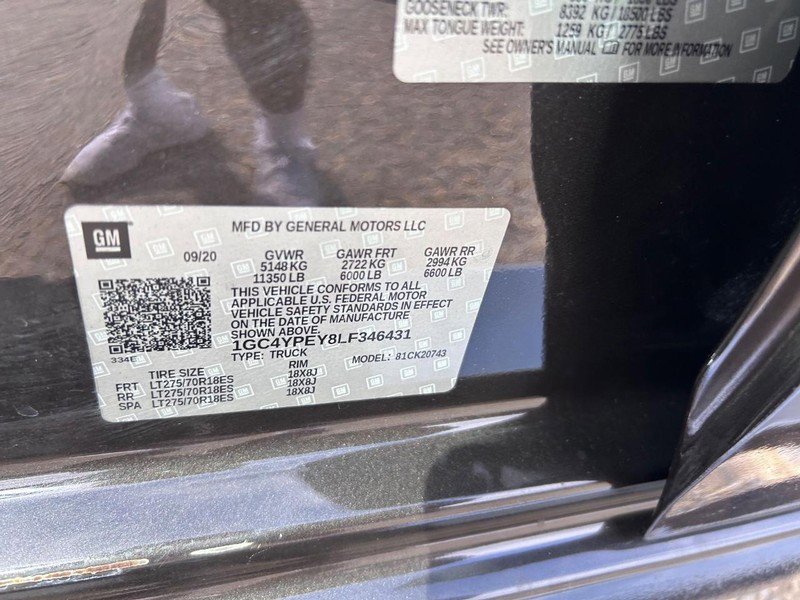 GOOSENECK TWR: 8392 KG / 18500 LBS
MAX TONGUE WEIGHT: 1259 KG / 2775 LBS
SEE OWNER'S MANUAL FOR MORE INFORMATION
GM
MFD BY GENERAL MOTORS LLC
09/20 GVWR GAWR FRT GAWR RR
5148 KG 2722 KG 2994 KG
11350 LB 6000 LB 6600 LB
THIS VEHICLE CONFORMS TO ALL
APPLICABLE U.S. FEDERAL MOTOR
VEHICLE SAFETY STANDARDS IN EFFECT
ON THE DATE OF MANUFACTURE
SHOWN ABOVE.
1GC4YPEY8LF346431
334E
TYPE: TRUCK MODEL: 81CK20743
TIRE SIZE RIM
FRT LT275/70R18ES 18X8J
RR LT275/70R18ES 18X8J
SPA LT275/70R18ES 18X8J